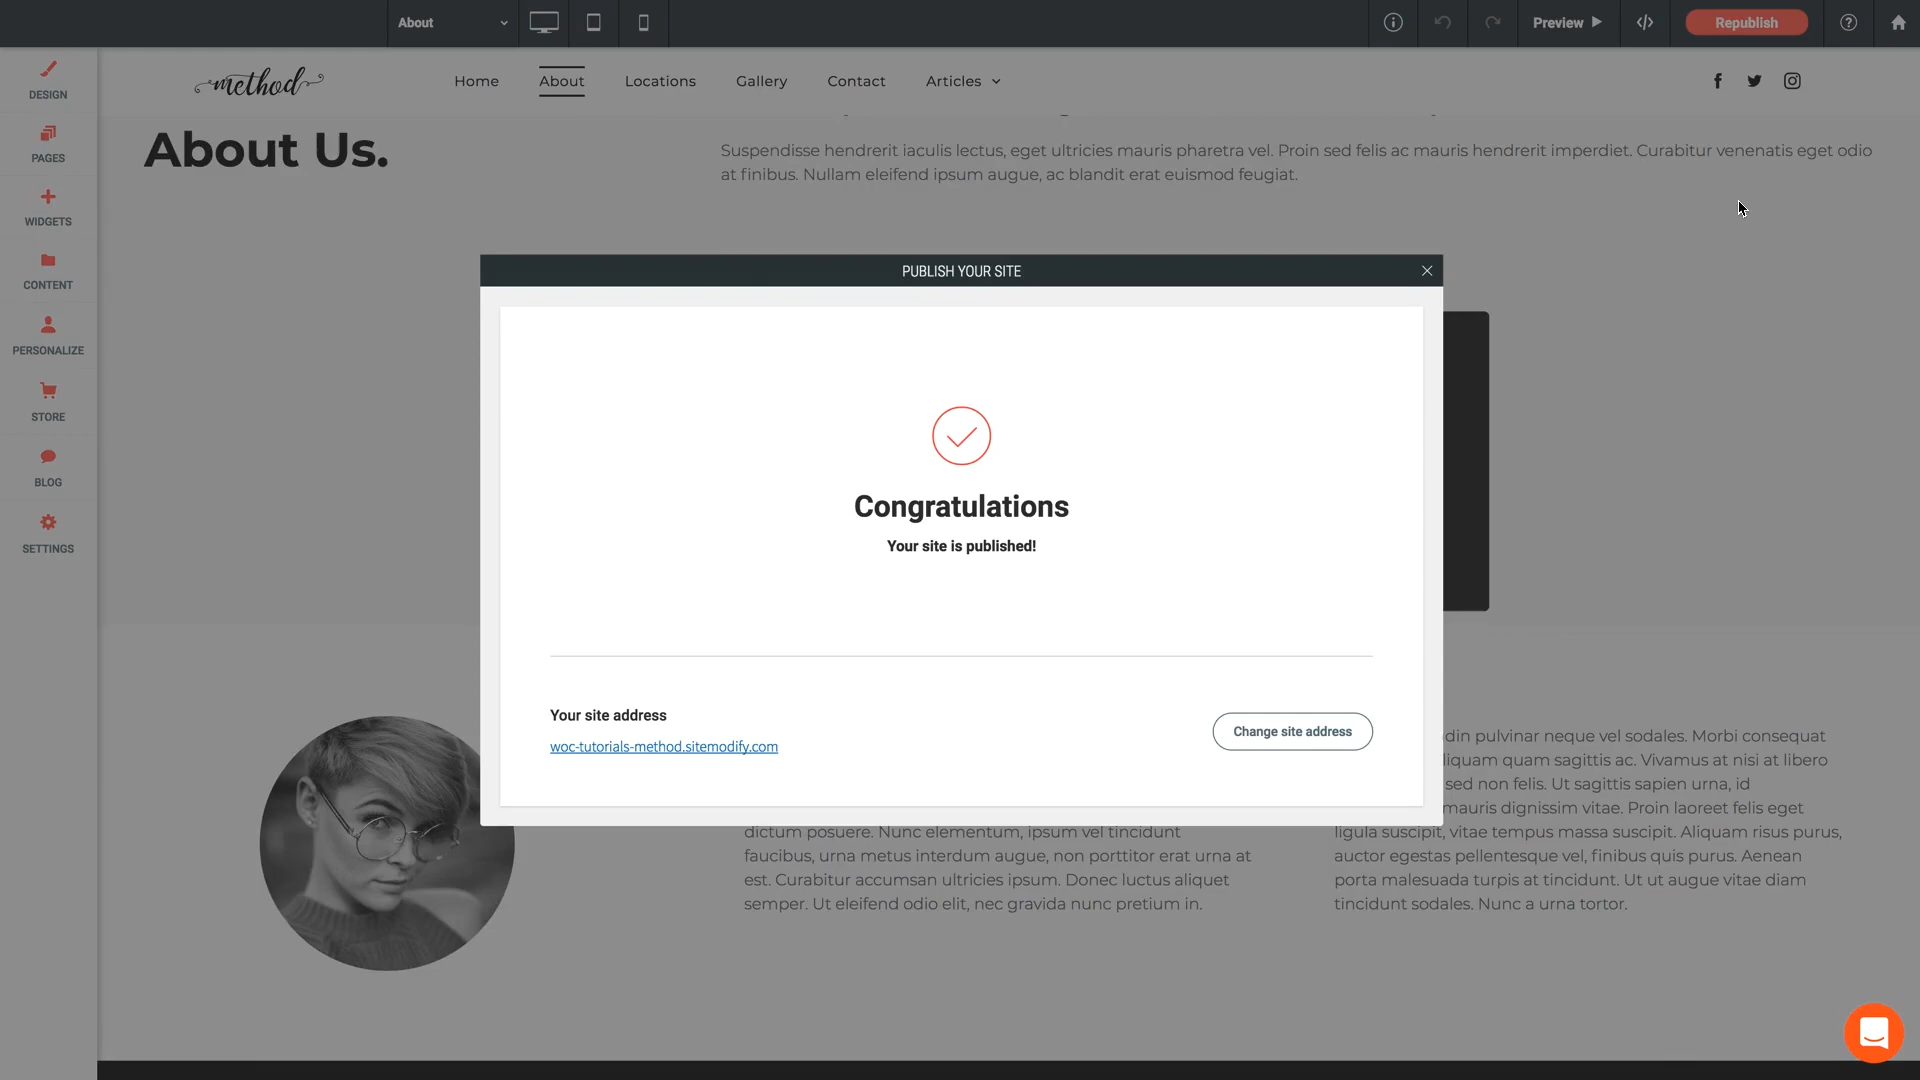 About
Preview
Republish
DESIGN
PAGES
WIDGETS
CONTENT
PERSONALIZE
STORE
BLOG
SETTINGS
method
Home
About
Locations
Gallery
Contact
Articles
About Us.
Suspendisse hendrerit iaculis lectus, eget ultricies mauris pharetra vel. Proin sed felis ac mauris hendrerit imperdiet. Curabitur venenatis eget odio
at finibus. Nullam eleifend ipsum augue, ac blandit erat euismod feugiat.
PUBLISH YOUR SITE
Congratulations
Your site is published!
Your site address
woc-tutorials-method.sitemodify.com
Change site address
dictum posuere. Nunc elementum, ipsum vel tincidunt
faucibus, urna metus interdum augue, non porttitor erat urna at
est. Curabitur accumsan ultricies ipsum. Donec luctus aliquet
semper. Ut eleifend odio elit, nec gravida nunc pretium in.
din pulvinar neque vel sodales. Morbi consequat
liquam quam sagittis ac. Vivamus at nisi at libero
sed non felis. Ut sagittis sapien urna, id
mauris dignissim vitae. Proin laoreet felis eget
ligula suscipit, vitae tempus massa suscipit. Aliquam risus purus,
auctor egestas pellentesque vel, finibus quis purus. Aenean
porta malesuada turpis at tincidunt. Ut ut augue vitae diam
tincidunt sodales. Nunc a urna tortor.